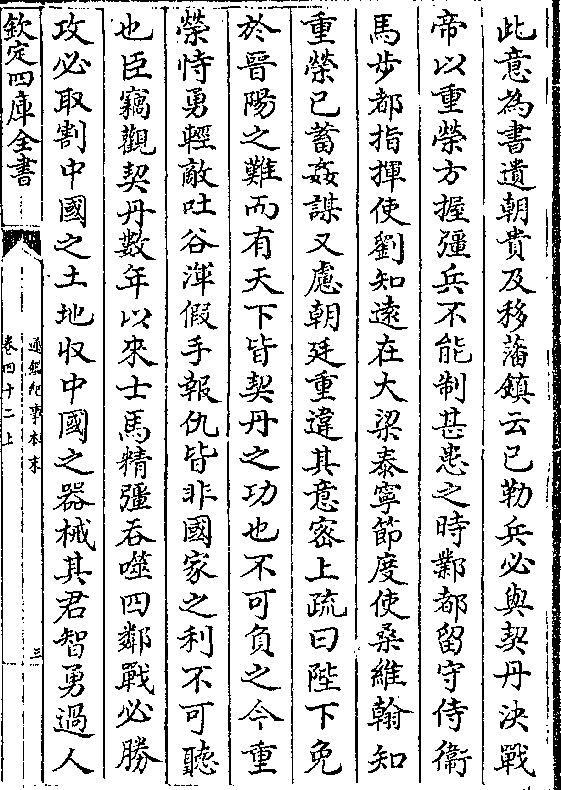 此意為書遺朝貴及移藩鎮云已勒兵必與契丹決戰
帝以重榮方握彊兵不能制甚患之時鄴都留守侍衛
馬步都指揮使劉知遠在大梁泰寧節度使桑維翰知
重榮已蓄姦謀又慮朝廷重違其意密上疏曰陛下免
於晉陽之難而有天下皆契丹之功也不可負之今重
榮恃勇輕敵吐谷渾假手報仇皆非國家之利不可聽
也臣竊觀契丹數年以來士馬精彊吞噬四鄰戰必勝
攻必取割中國之土地收中國之器械其君智勇過人
欽定四庫全書
通鑑紀事本末
卷四十二上
三